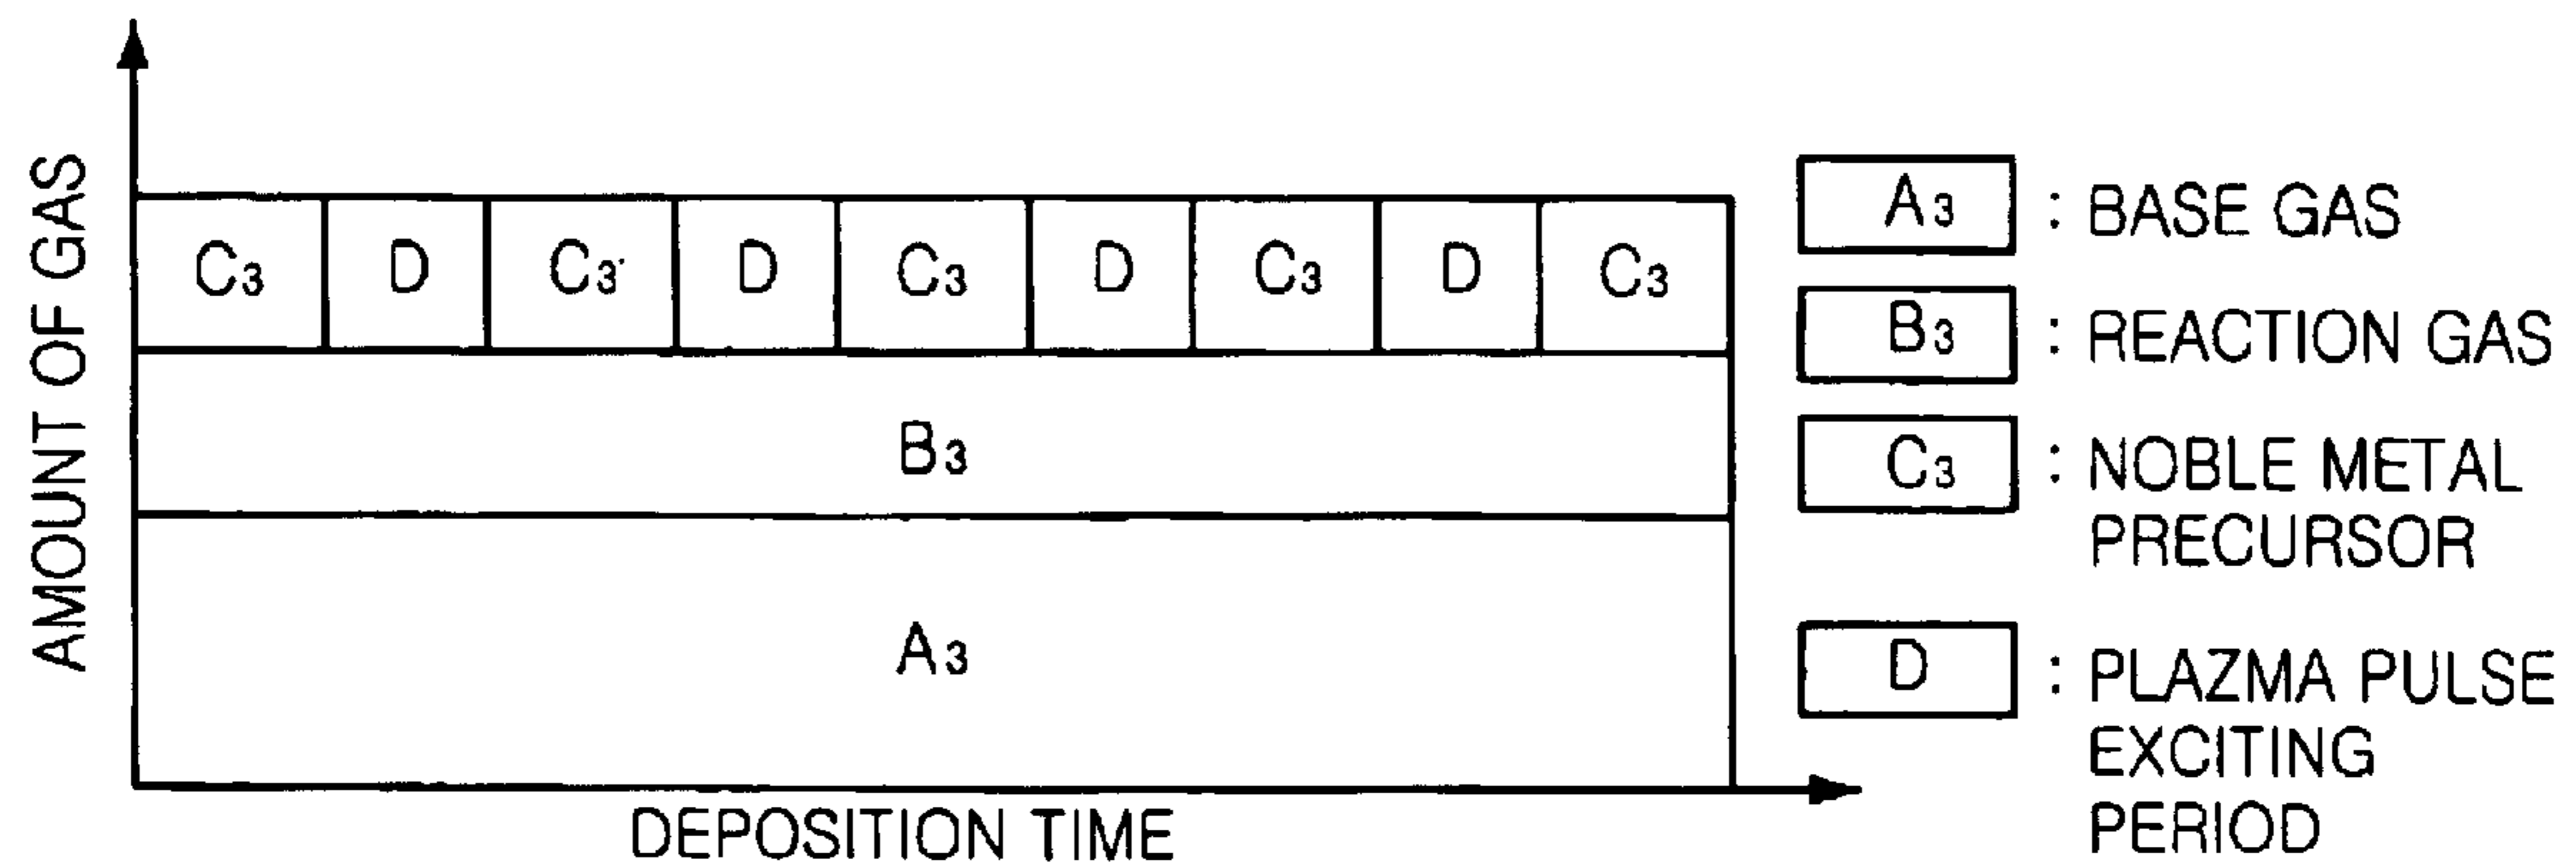 AMOUNT OF GAS
C3 D C3 D C3 D C3 D C3
B3
A3
DEPOSITION TIME
A3 : BASE GAS
B3 : REACTION GAS
C3 : NOBLE METAL
PRECURSOR
D : PLAZMA PULSE
EXCITING
PERIOD